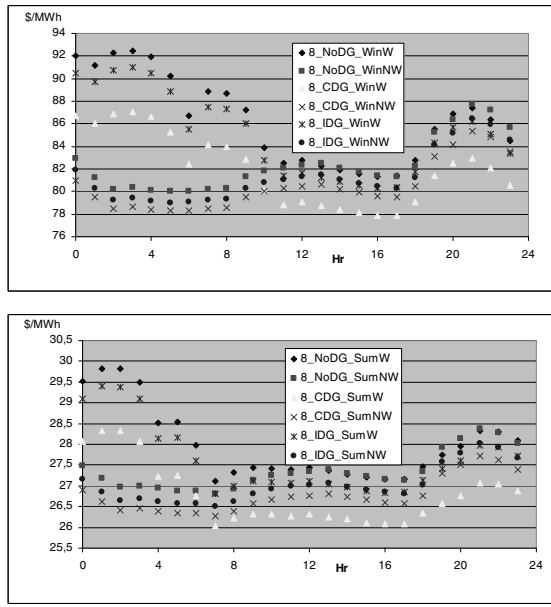 $/MWh
94
92
90
88
86
84
82
80
78
76
8_NoDG_WinW
8_NoDG_WinNW
8_CDG_WinW
8_CDG_WinNW
8_IDG_WinW
8_IDG_WinNW
0 4 8 12 16 20 24
Hr
$/MWh
30,5
30
29,5
29
28,5
28
27,5
27
26,5
26
25,5
8_NoDG_SumW
8_NoDG_SumNW
8_CDG_SumW
8_CDG_SumNW
8_IDG_SumW
8_IDG_SumNW
0 4 8 12 16 20 24
Hr